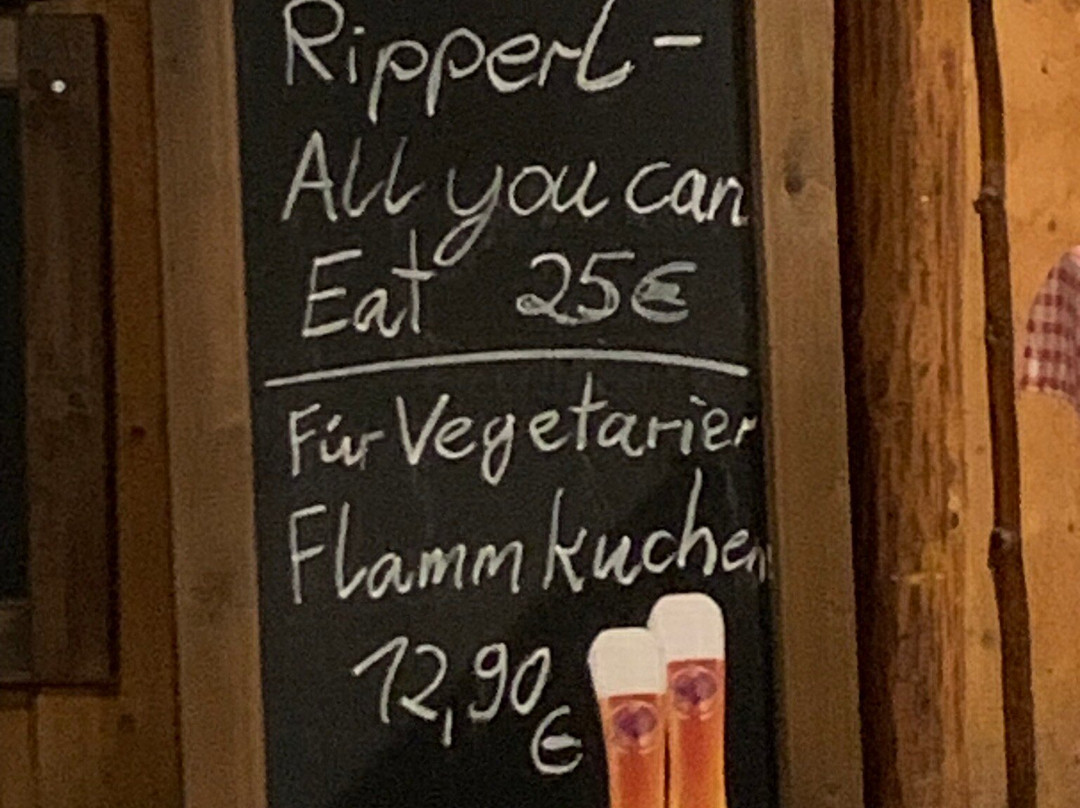 Ripperl-
All you can
Eat 25€
Für Vegetarier
Flammkuchen
12,90
€